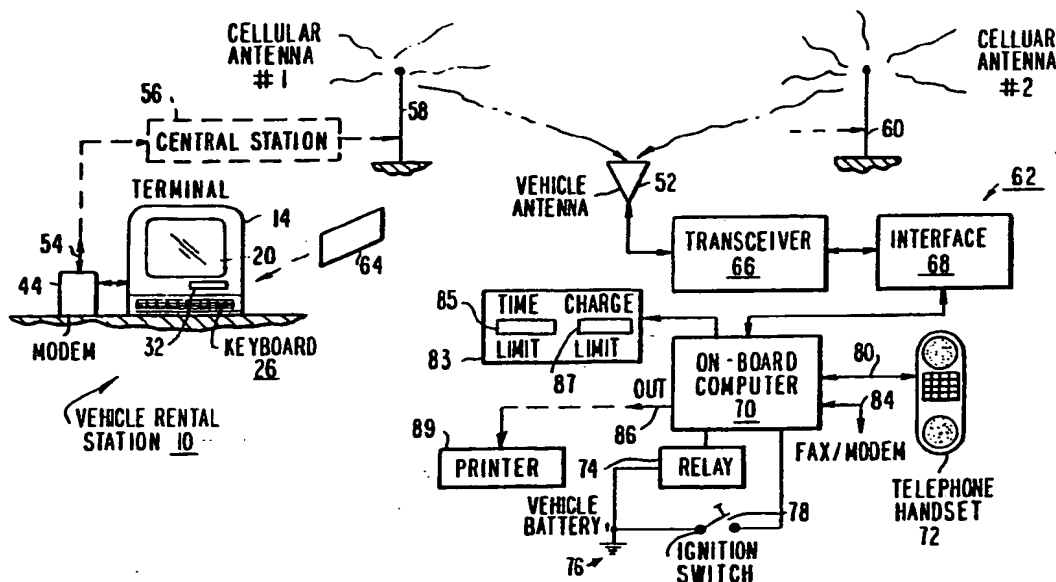 CELLULAR
ANTENNA
#1
56
CENTRAL STATION
58
CELLUAR
ANTENNA
#2
60
62
VEHICLE
ANTENNA
52
TERMINAL
54
14
20
64
44
MODEM
32
KEYBOARD
26
VEHICLE RENTAL
STATION 10
TRANSCEIVER
66
INTERFACE
68
85
TIME
CHARGE
83
LIMIT
87
LIMIT
ON-BOARD
COMPUTER
70
80
84
FAX/MODEM
OUT
86
89
PRINTER
74
RELAY
VEHICLE
BATTERY
76
78
IGNITION
SWITCH
TELEPHONE
HANDSET
72